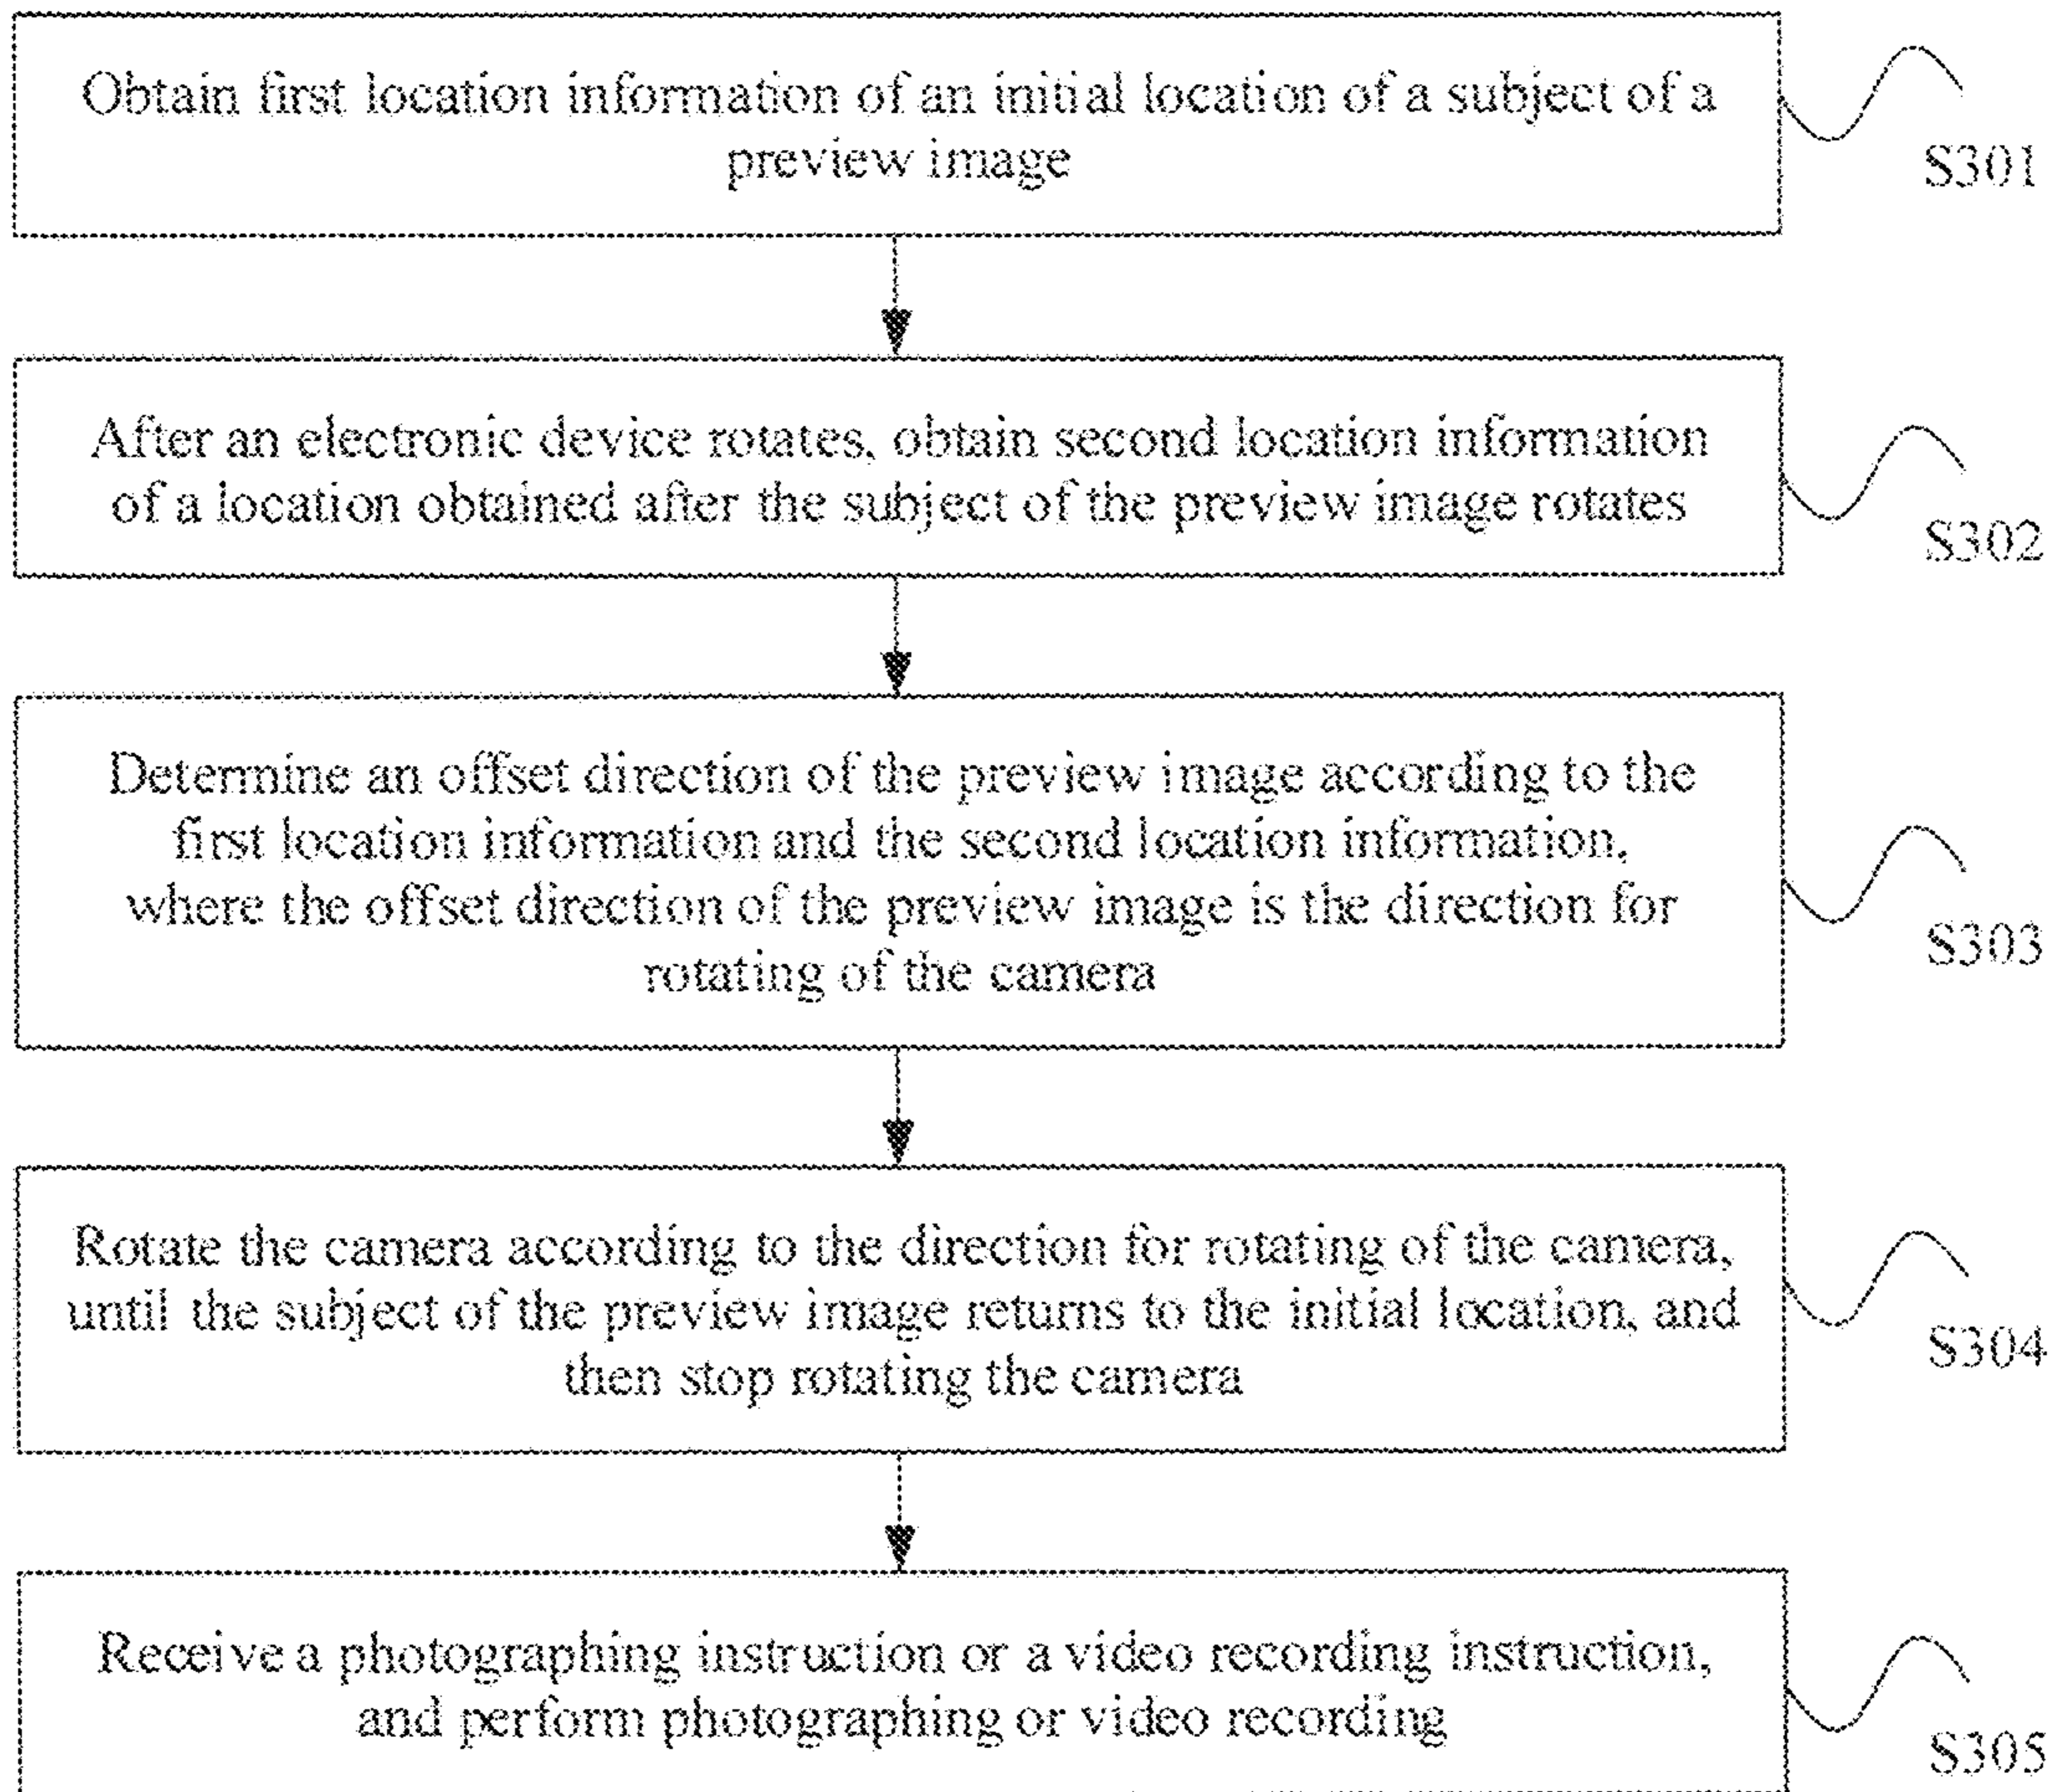 Obtain first location information of an initial location of a subject of a
preview image
S301
After an electronic device rotates, obtain second location information
of a location obtained after the subject of the preview image rotates
S302
Determine an offset direction of the preview image according to the
first location information and the second location information,
where the offset direction of the preview image is the direction for
rotating of the camera
S303
Rotate the camera according to the direction for rotating of the camera,
until the subject of the preview image returns to the initial location, and
then stop rotating the camera
S304
Receive a photographing instruction or a video recording instruction,
and perform photographing or video recording
S305